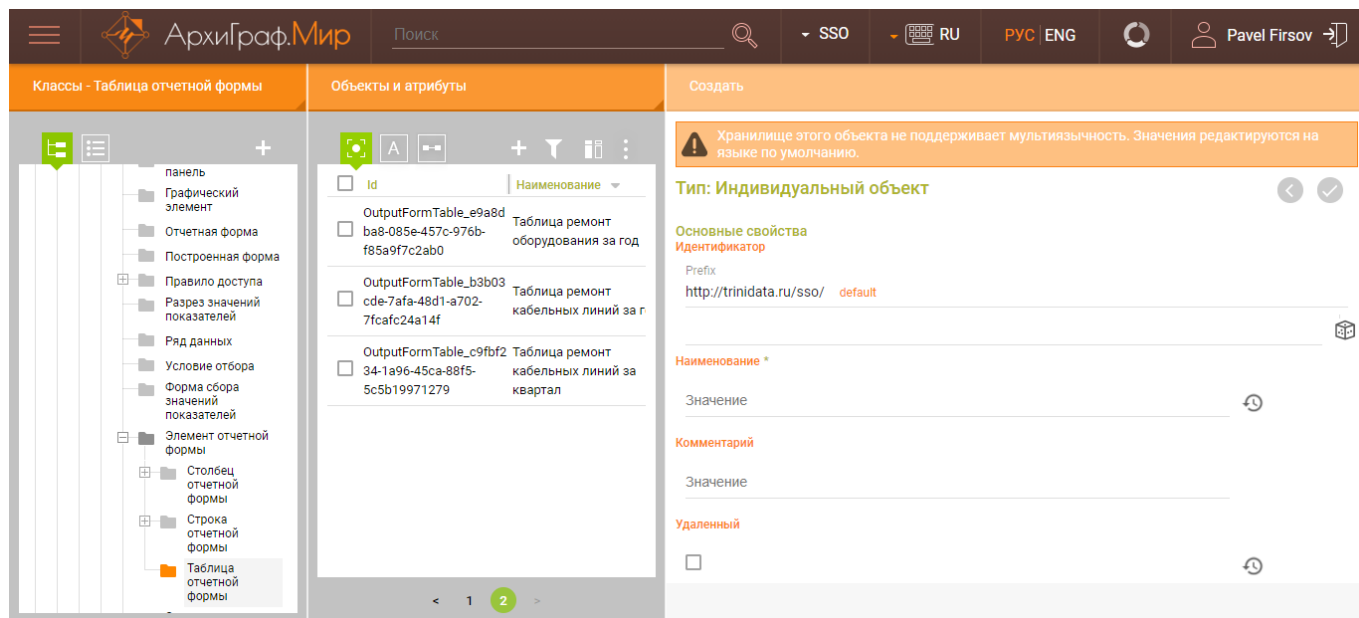 АрхиГраф.Мир
Поиск
SSO
RU
РУС ENG
Pavel Firsov
Классы - Таблица отчетной формы
Объекты и атрибуты
Создать
панель
Графический
элемент
Отчетная форма
Построенная форма
Правило доступа
Разрез значений
показателей
Ряд данных
Условие отбора
Форма сбора
значений
показателей
Элемент отчетной
формы
Столбец
отчетной
формы
Строка
отчетной
формы
Таблица
отчетной
формы
A
Id
Наименование
OutputFormTable_e9a8d
ba8-085e-457c-976b-
f85a9f7c2ab0
Таблица ремонт
оборудования за год
OutputFormTable_b3b03
cde-7afa-48d1-a702-
7fcafc24a14f
Таблица ремонт
кабельных линий за г
OutputFormTable_c9fbf2
34-1a96-45ca-88f5-
5c5b19971279
Таблица ремонт
кабельных линий за
квартал
< 1 2 >
Хранилище этого объекта не поддерживает мультиязычность. Значения редактируются на
языке по умолчанию.
Тип: Индивидуальный объект
Основные свойства
Идентификатор
Prefix
http://trinidata.ru/sso/ default
Наименование *
Значение
Комментарий
Значение
Удаленный